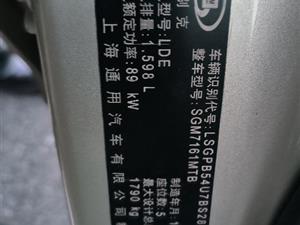 别克
车辆识别代号:LSGPB54U7BS28
整车型号:SGM7161MTB
型号:LDE
制造年月:1
排量:1.598 L
座位数:5
额定功率:89 kW
最大设计总
1790 kg
上海通用汽车有限公